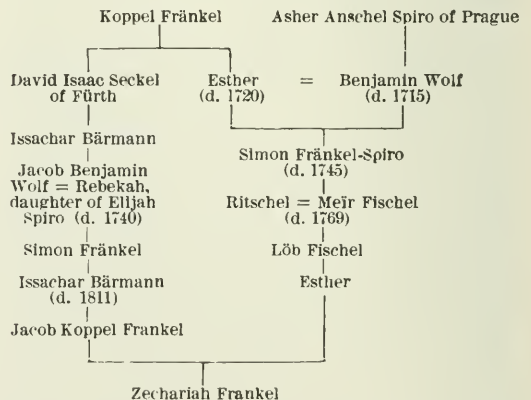 Koppel Fränkel Asher Anschel Spiro of Prague
David Isaac Seckel Esther = Benjamin Wolf
of Fürth (d. 1720) (d. 1715)
Issachar Bärmann
Simon Fränkel-Spiro
Jacob Benjamin (d. 1745)
Wolf = Rebekah,
daughter of Elijah Ritschel = Meïr Fischel
Spiro (d. 1740) (d. 1769)
Simon Fränkel Löb Fischel
Issachar Bärmann Esther
(d. 1811)
Jacob Koppel Frankel
Zechariah Frankel